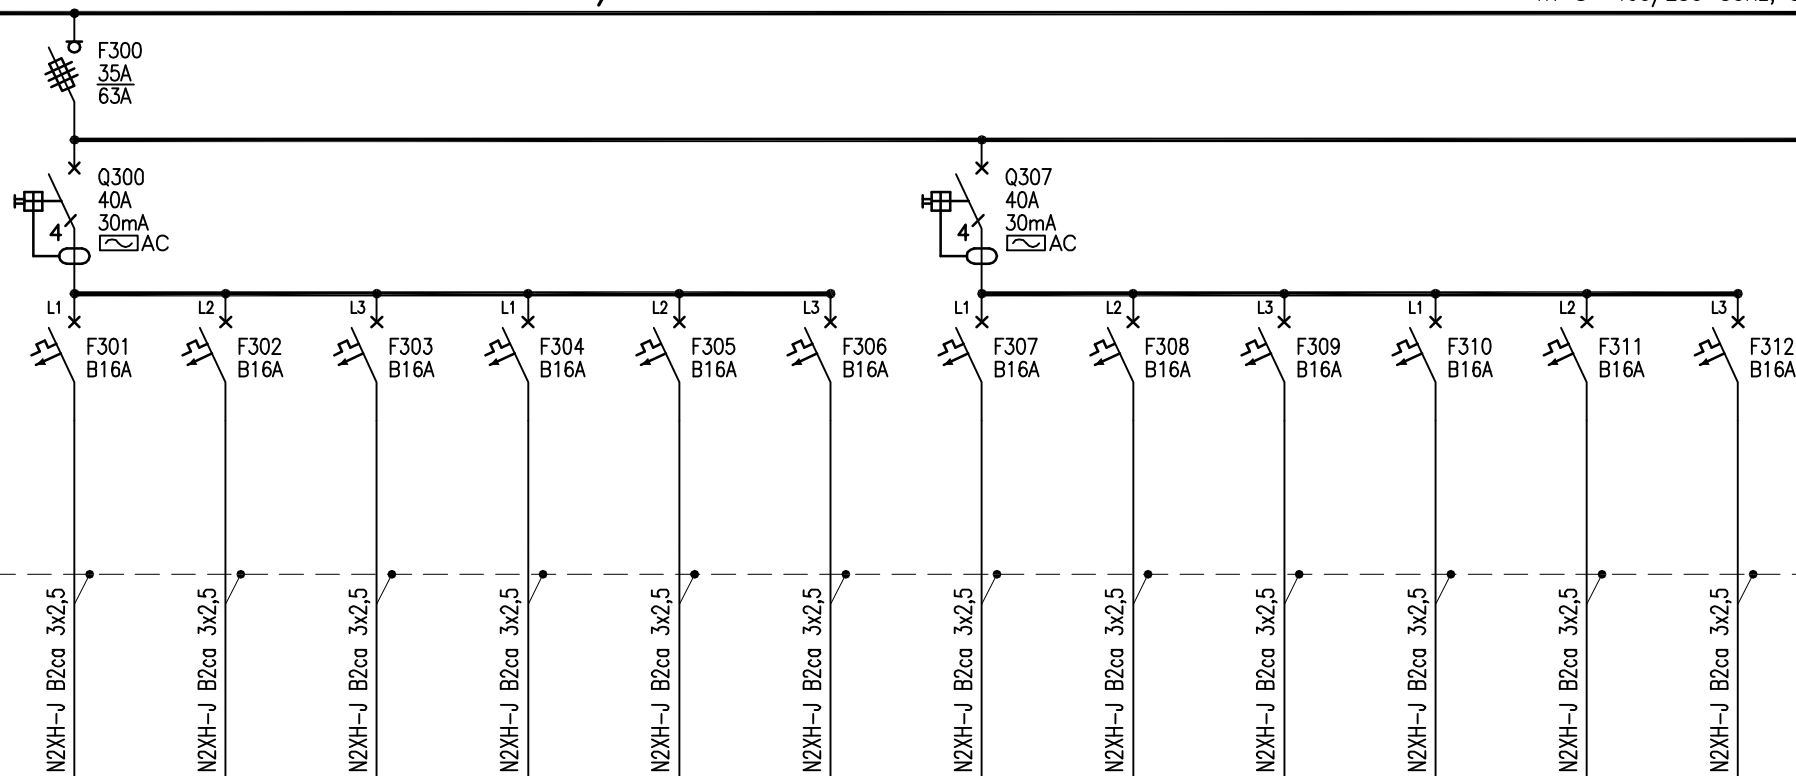 F300
35A
63A
Q300
40A
30mA
AC
4
Q307
40A
30mA
AC
4
L1 L2 L3 L1 L2 L3 L1 L2 L3 L1 L2 L3
F301 F302 F303 F304 F305 F306 F307 F308 F309 F310 F311 F312
B16A B16A B16A B16A B16A B16A B16A B16A B16A B16A B16A B16A
N2XH-J B2ca 3x2,5
N2XH-J B2ca 3x2,5
N2XH-J B2ca 3x2,5
N2XH-J B2ca 3x2,5
N2XH-J B2ca 3x2,5
N2XH-J B2ca 3x2,5
N2XH-J B2ca 3x2,5
N2XH-J B2ca 3x2,5
N2XH-J B2ca 3x2,5
N2XH-J B2ca 3x2,5
N2XH-J B2ca 3x2,5
N2XH-J B2ca 3x2,5